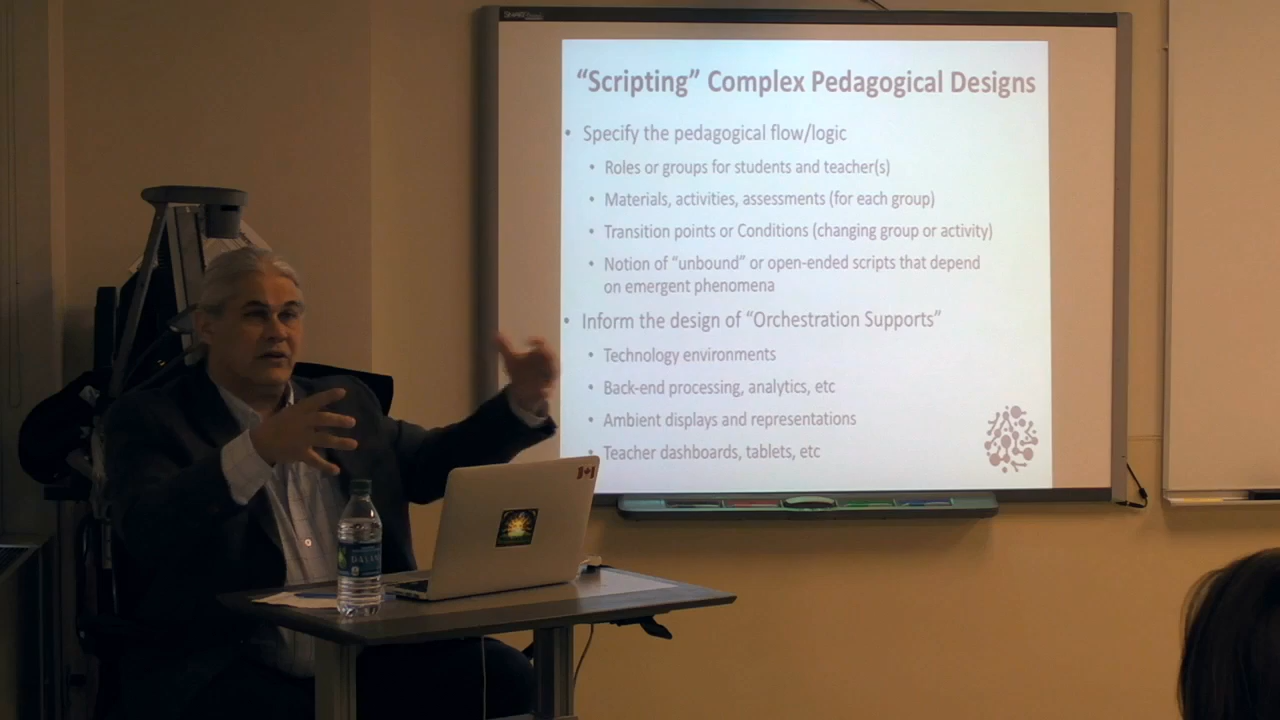 SMART Board
“Scripting” Complex Pedagogical Designs
• Specify the pedagogical flow/logic
• Roles or groups for students and teacher(s)
• Materials, activities, assessments (for each group)
• Transition points or Conditions (changing group or activity)
• Notion of “unbound” or open-ended scripts that depend
on emergent phenomena
• Inform the design of “Orchestration Supports”
• Technology environments
• Back-end processing, analytics, etc
• Ambient displays and representations
• Teacher dashboards, tablets, etc
DASANI